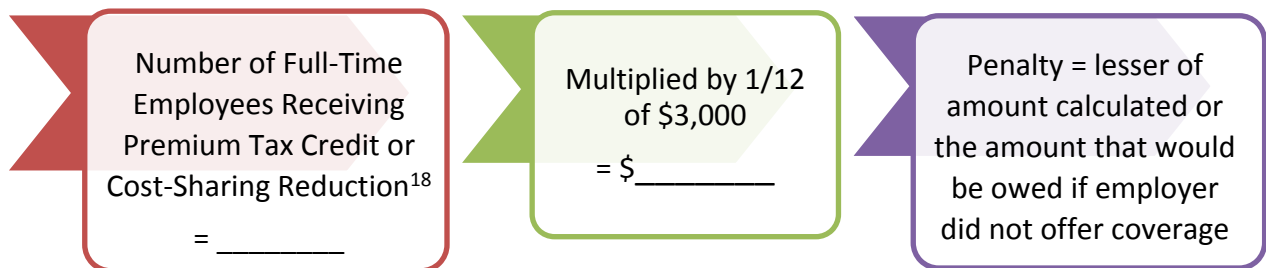 Number of Full-Time
Employees Receiving
Premium Tax Credit or
Cost-Sharing Reduction18
= ________
Multiplied by 1/12
of $3,000
= $_______
Penalty = lesser of
amount calculated or
the amount that would
be owed if employer
did not offer coverage